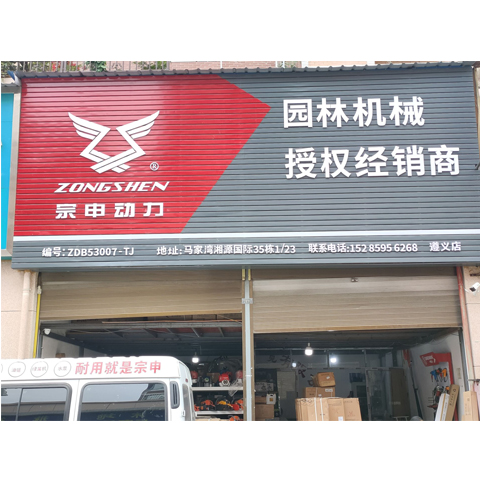 园林机械
授权经销商
®
ZONGSHEN
宗申动力
编号:ZDB53007-TJ 地址:马家湾湘源国际35栋1/23 联系电话:15285956268 遵义店
耐用就是宗申